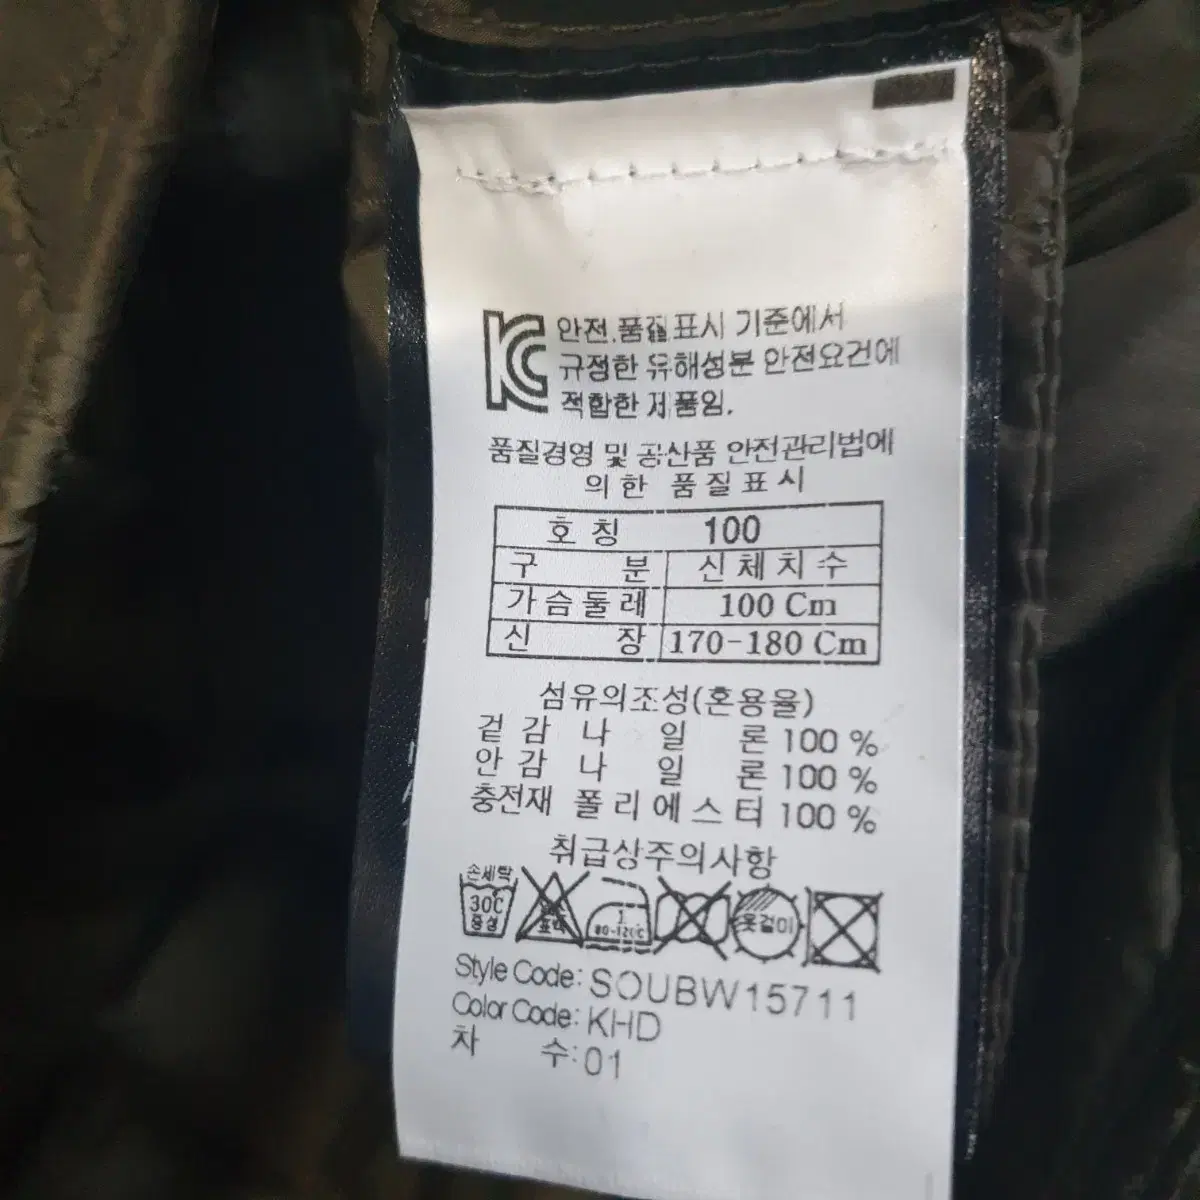 KC 안전.품질표시 기준에서
규정한 유해성분 안전요건에
적합한 제품임.
품질경영 및 공산품 안전관리법에
의한 품질표시
호칭 100
구 분 신체치수
가슴둘레 100 Cm
신 장 170-180 Cm
섬유의조성(혼용율)
겉감 나일론 100 %
안감 나일론 100 %
충전재 폴리에스터 100 %
취급상주의사항
손세탁
30℃
중성
표백
80-120℃
옷걸이
Style Code: SOUBW15711
Color Code: KHD
차 수: 01